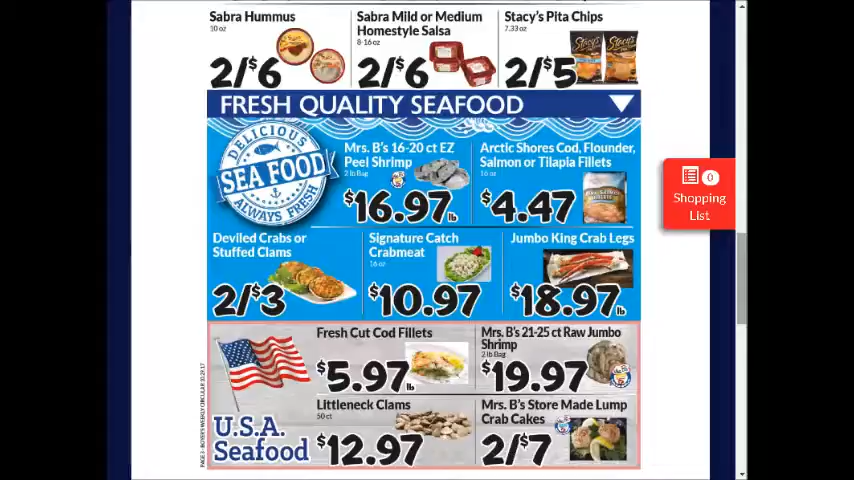 Sabra Hummus
10 oz
2/$6
Sabra Mild or Medium
Homestyle Salsa
8-16 oz
2/$6
Stacy's Pita Chips
7.33 oz
2/$5
FRESH QUALITY SEAFOOD
DELICIOUS
SEA FOOD
ALWAYS FRESH
Mrs. B's 16-20 ct EZ
Peel Shrimp
2 lb Bag
$16.97 lb
Arctic Shores Cod, Flounder,
Salmon or Tilapia Fillets
16 oz
$4.47
Shopping
List
0
Deviled Crabs or
Stuffed Clams
2/$3
Signature Catch
Crabmeat
16 oz
$10.97
Jumbo King Crab Legs
$18.97 lb
Fresh Cut Cod Fillets
$5.97 lb
Mrs. B's 21-25 ct Raw Jumbo
Shrimp
2 lb Bag
$19.97
U.S.A.
Seafood
Littleneck Clams
50 ct
$12.97
Mrs. B's Store Made Lump
Crab Cakes
2/$7